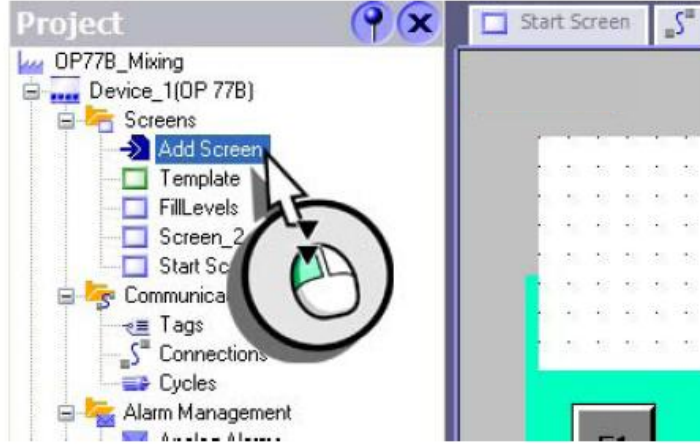 Project
Start Screen
OP77B_Mixing
Device_1(OP 77B)
Screens
Add Screen
Template
FillLevels
Screen_2
Start Sc
Communica
Tags
Connections
Cycles
Alarm Management